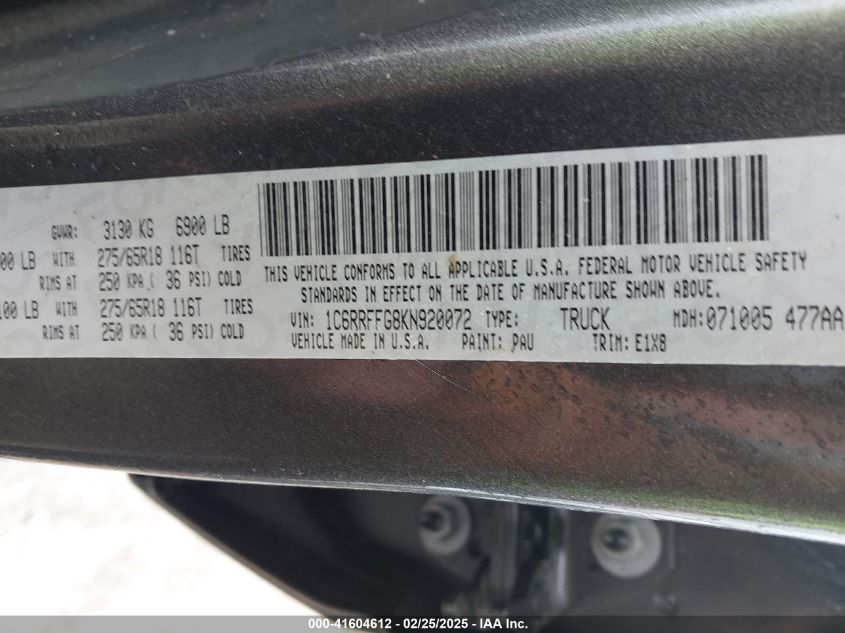 GVWR: 3130 KG 6900 LB
00 LB WITH 275/65R18 116T TIRES
RIMS AT 250 KPA ( 36 PSI) COLD
100 LB WITH 275/65R18 116T TIRES
RIMS AT 250 KPA ( 36 PSI) COLD
THIS VEHICLE CONFORMS TO ALL APPLICABLE U.S.A. FEDERAL MOTOR VEHICLE SAFETY
STANDARDS IN EFFECT ON THE DATE OF MANUFACTURE SHOWN ABOVE.
VIN: 1C6RRFFG8KN920072 TYPE: TRUCK MDH:071005 477AA
VEHICLE MADE IN U.S.A. PAINT: PAU TRIM: E1X8
000-41604612 - 02/25/2025 - IAA Inc.